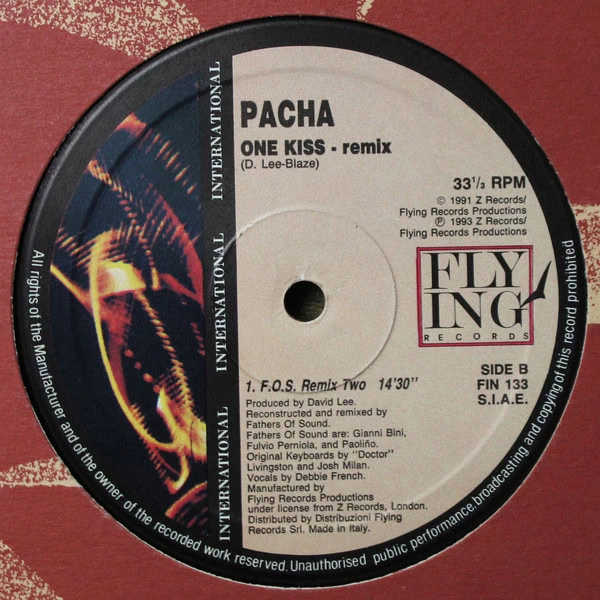 PACHA
ONE KISS - remix
(D. Lee-Blaze)
33 1/3 RPM
© 1991 Z Records/
Flying Records Productions
℗ 1993 Z Records/
Flying Records Productions
FLY
ING
RECORDS
SIDE B
FIN 133
S.I.A.E.
1. F.O.S. Remix Two 14'30"
Produced by David Lee.
Reconstructed and remixed by
Fathers Of Sound.
Fathers Of Sound are: Gianni Bini,
Fulvio Perniola, and Paoliño.
Original Keyboards by "Doctor"
Livingston and Josh Milan.
Vocals by Debbie French.
Manufactured by
Flying Records Productions
under license from Z Records, London.
Distributed by Distribuzioni Flying
Records Srl. Made in Italy.
INTERNATIONAL
INTERNATIONAL
INTERNATIONAL
All rights of the Manufacturer and of the owner of the recorded work reserved. Unauthorised public performance.broadcasting and copying of this record prohibited